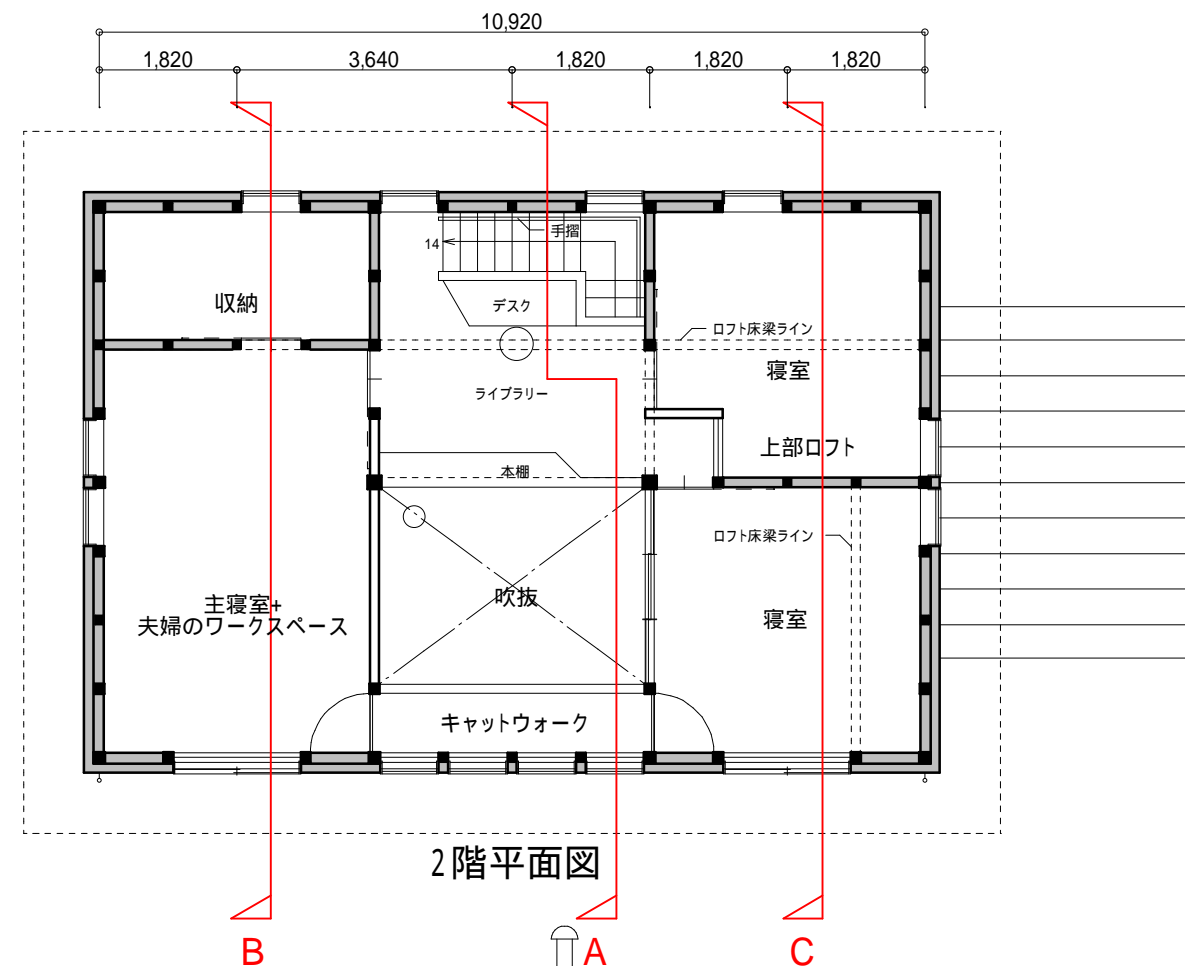 10,920
1,820
3,640
1,820
1,820
1,820
手摺
14
収納
デスク
ロフト床梁ライン
寝室
ライブラリー
上部ロフト
本棚
ロフト床梁ライン
吹抜
主寝室+
夫婦のワークスペース
寝室
キャットウォーク
2階平面図
B
A
C